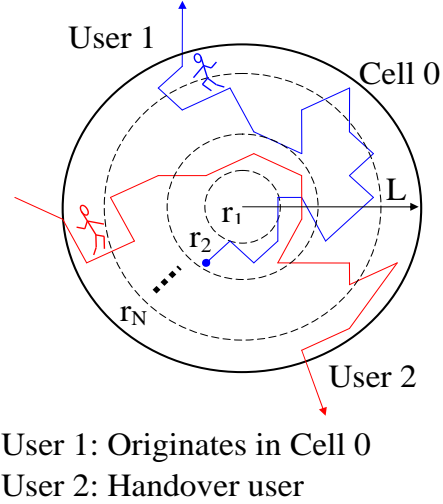 User 1
Cell 0
L
r1
r2
rN
User 2
User 1: Originates in Cell 0
User 2: Handover user